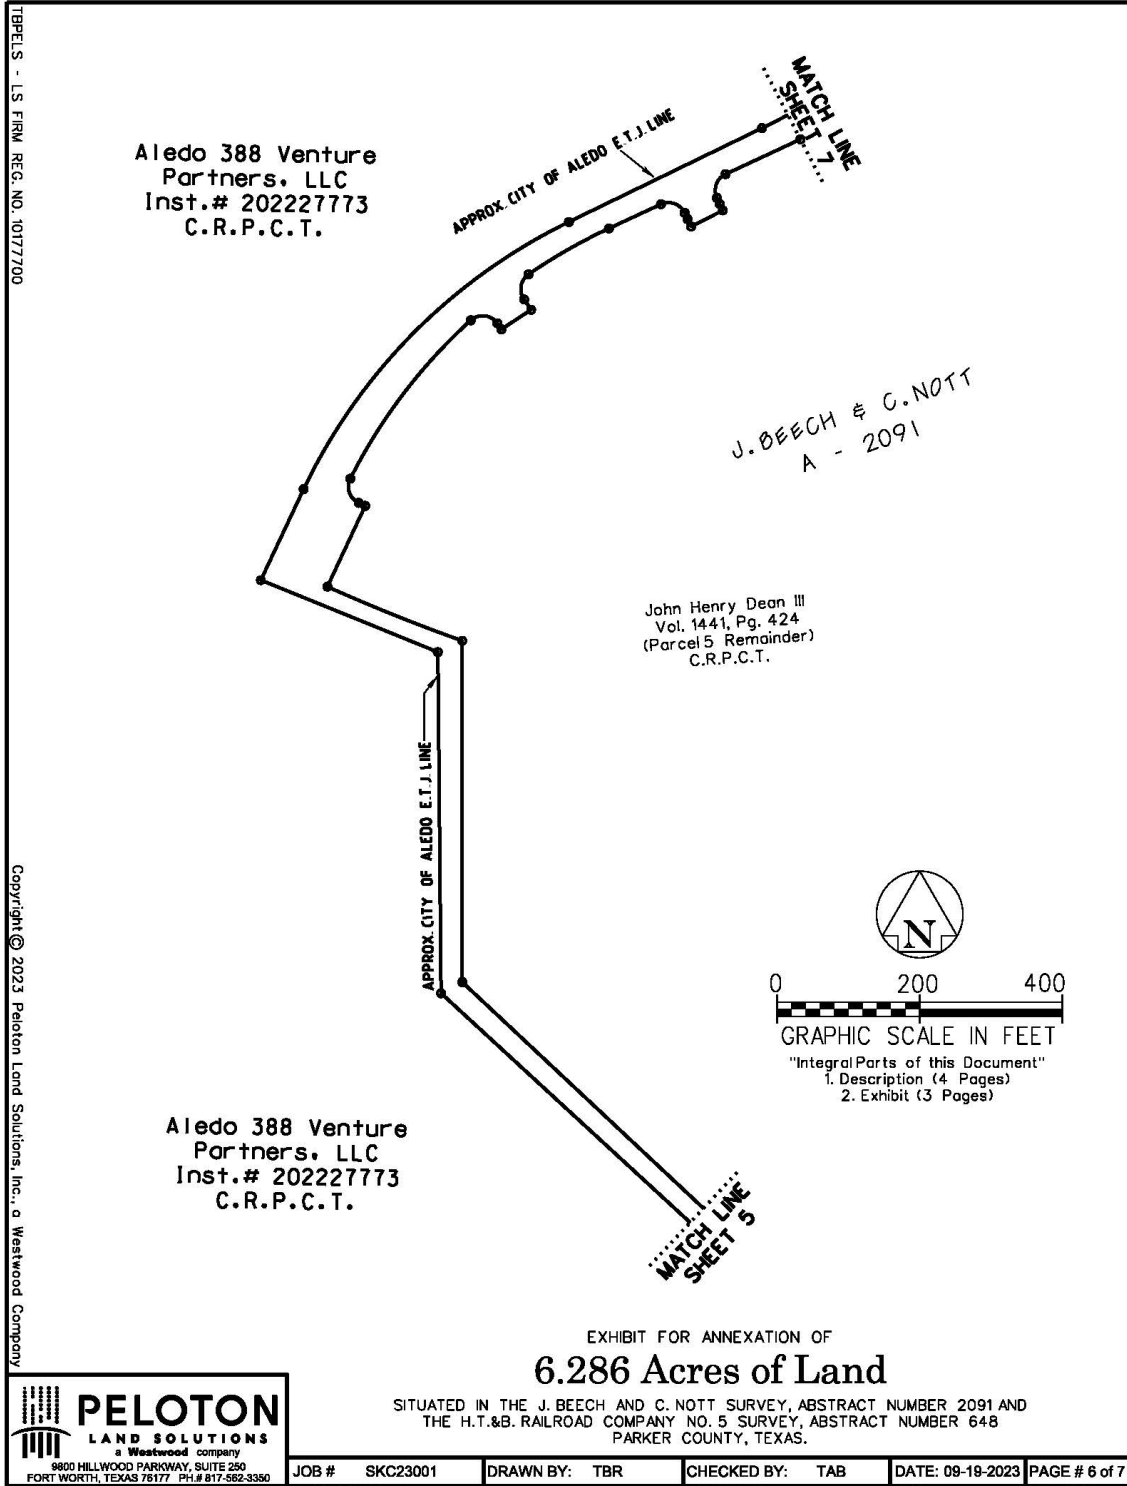 TBPELS - LS FIRM REG. NO. 10177700
MATCH LINE
SHEET 7
APPROX. CITY OF ALEDO E.T.J. LINE
Aledo 388 Venture
Partners, LLC
Inst.# 202227773
C.R.P.C.T.
J. BEECH & C. NOTT
A - 2091
John Henry Dean III
Vol. 1441, Pg. 424
(Parcel 5 Remainder)
C.R.P.C.T.
APPROX. CITY OF ALEDO E.T.J. LINE
N
0 200 400
GRAPHIC SCALE IN FEET
"Integral Parts of this Document"
1. Description (4 Pages)
2. Exhibit (3 Pages)
Aledo 388 Venture
Partners, LLC
Inst.# 202227773
C.R.P.C.T.
MATCH LINE
SHEET 5
Copyright © 2023 Peloton Land Solutions, Inc., a Westwood Company
EXHIBIT FOR ANNEXATION OF
6.286 Acres of Land
SITUATED IN THE J. BEECH AND C. NOTT SURVEY, ABSTRACT NUMBER 2091 AND
THE H.T.&B. RAILROAD COMPANY NO. 5 SURVEY, ABSTRACT NUMBER 648
PARKER COUNTY, TEXAS.
PELOTON
LAND SOLUTIONS
a Westwood company
9800 HILLWOOD PARKWAY, SUITE 250
FORT WORTH, TEXAS 76177 PH.# 817-562-3350
JOB # SKC23001 DRAWN BY: TBR CHECKED BY: TAB DATE: 09-19-2023 PAGE # 6 of 7